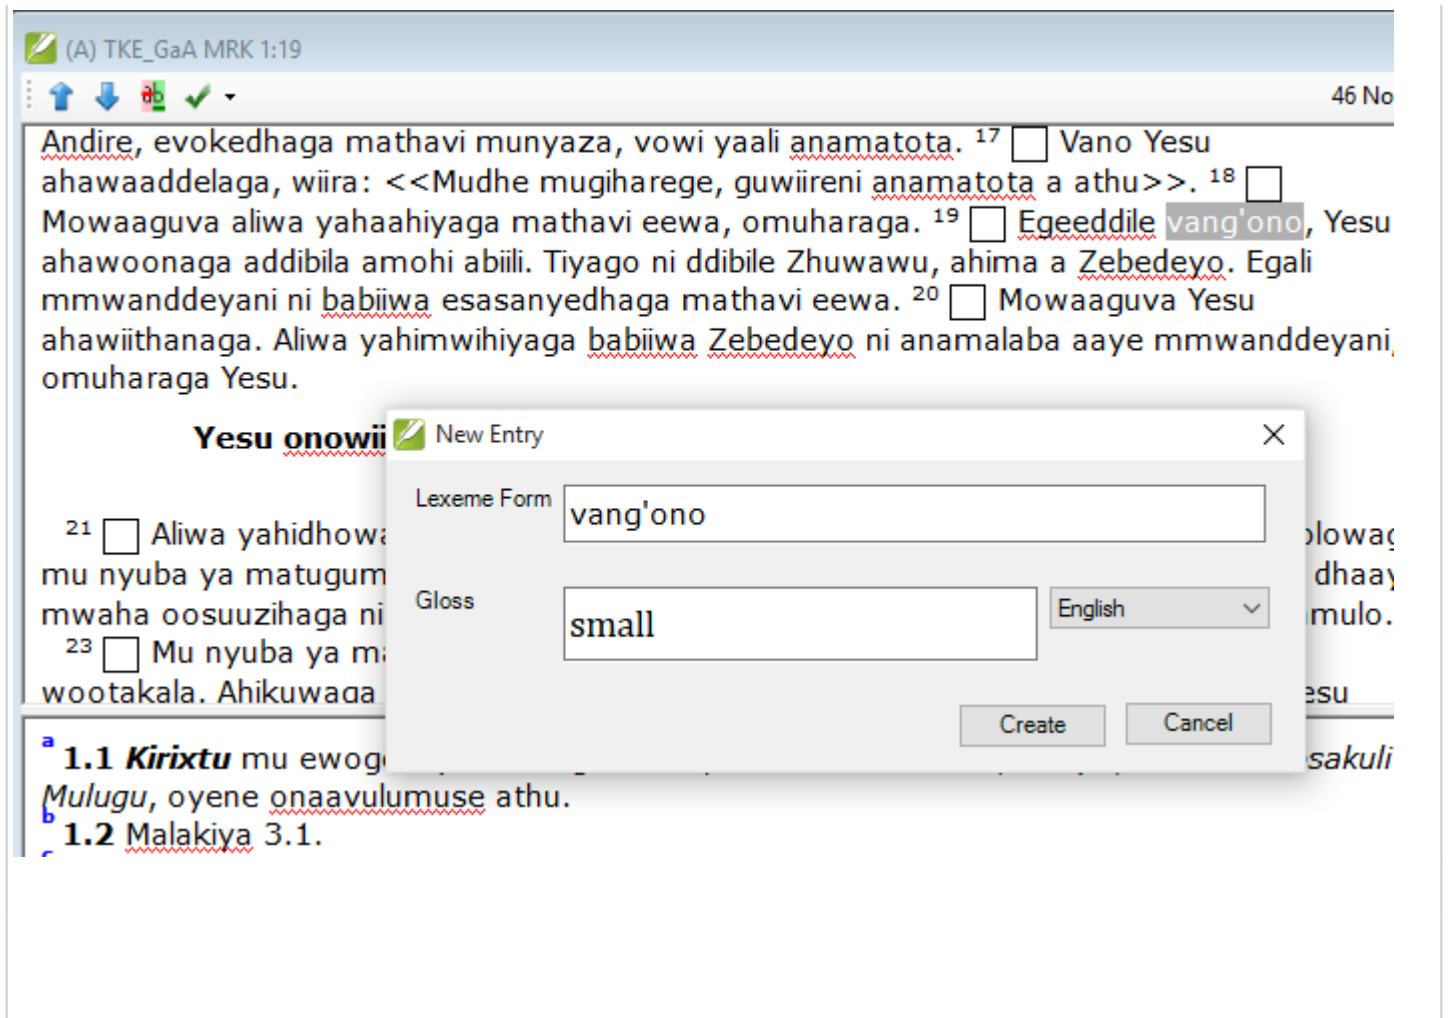 (A) TKE_GaA MRK 1:19
46 No
Andire, evokedhaga mathavi munyaza, vowi yaali anamatota. 17 Vano Yesu
ahawaaddelaga, wiira: <<Mudhe mugiharege, guwiireni anamatota a athu>>. 18
Mowaaguva aliwa yahaahiyaga mathavi eewa, omuharaga. 19 Egeeddile vang'ono, Yesu
ahawoonaga addibila amohi abiili. Tiyago ni ddibile Zhuwawu, ahima a Zebedeyo. Egali
mmwanddeyani ni babiiwa esasanyedhaga mathavi eewa. 20 Mowaaguva Yesu
ahawiithanaga. Aliwa yahimwihiyaga babiiwa Zebedeyo ni anamalaba aaye mmwanddeyani,
omuharaga Yesu.
Yesu onowii
New Entry
Lexeme Form vang'ono
Gloss small English
Create Cancel
21 Aliwa yahidhowa
mu nyuba ya matugum dhaay
mwaha oosuuzihaga ni mulo.
23 Mu nyuba ya ma
wootakala. Ahikuwaga esu
a 1.1 Kirixtu mu ewog sakuli
Mulugu, oyene onaavulumuse athu.
b 1.2 Malakiya 3.1.
c